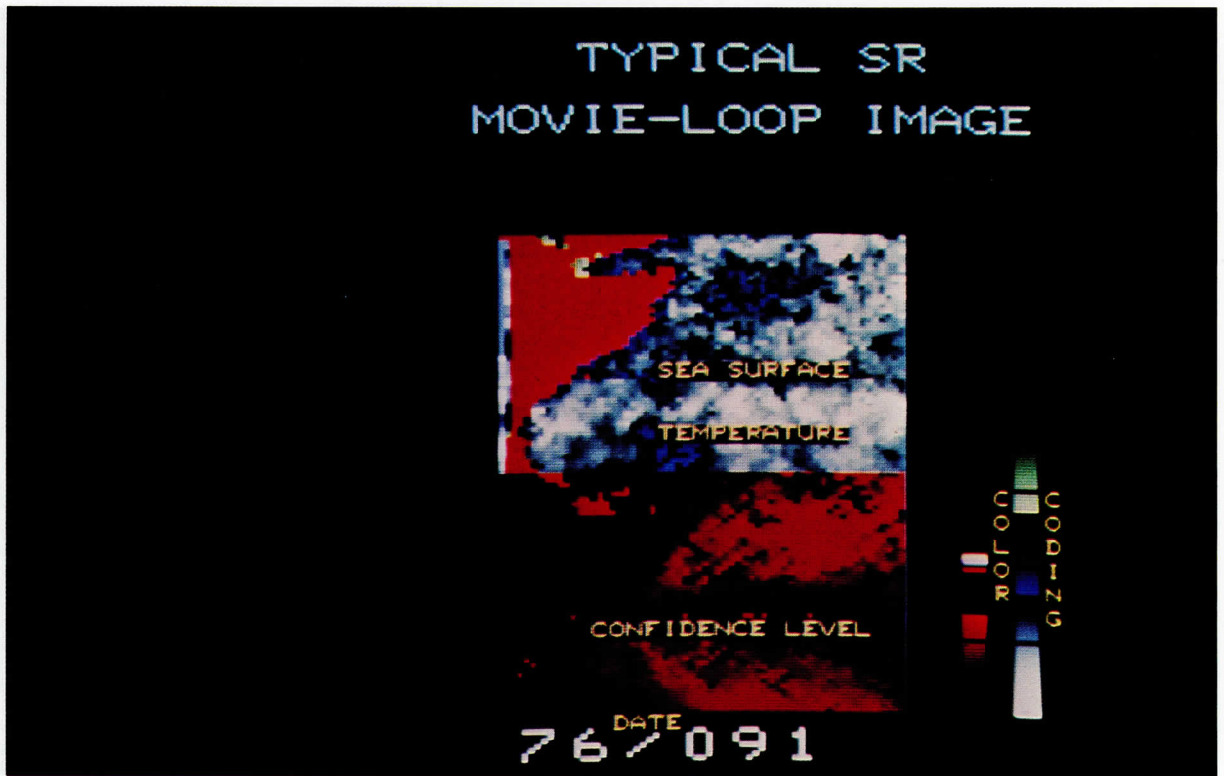 TYPICAL SR
MOVIE-LOOP IMAGE
SEA SURFACE
TEMPERATURE
CONFIDENCE LEVEL
COLOR
CODING
DATE
76/091